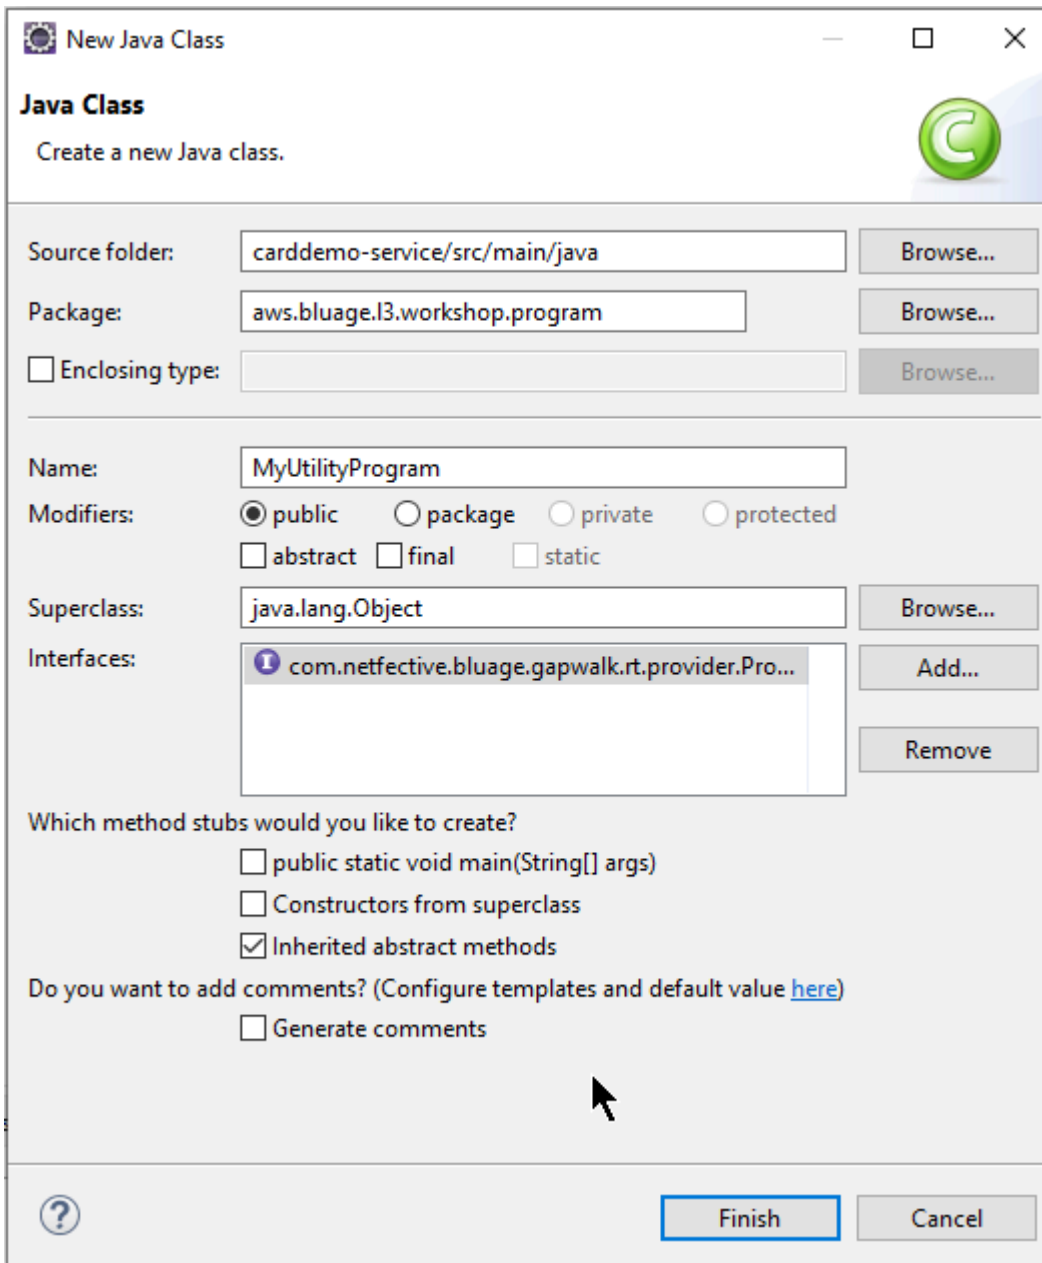 New Java Class
Java Class
Create a new Java class.
C
Source folder: carddemo-service/src/main/java Browse...
Package: aws.bluage.l3.workshop.program Browse...
Enclosing type: Browse...
Name: MyUtilityProgram
Modifiers: public package private protected
abstract final static
Superclass: java.lang.Object Browse...
Interfaces: I com.netfective.bluage.gapwalk.rt.provider.Pro... Add...
Remove
Which method stubs would you like to create?
public static void main(String[] args)
Constructors from superclass
Inherited abstract methods
Do you want to add comments? (Configure templates and default value here)
Generate comments
? Finish Cancel